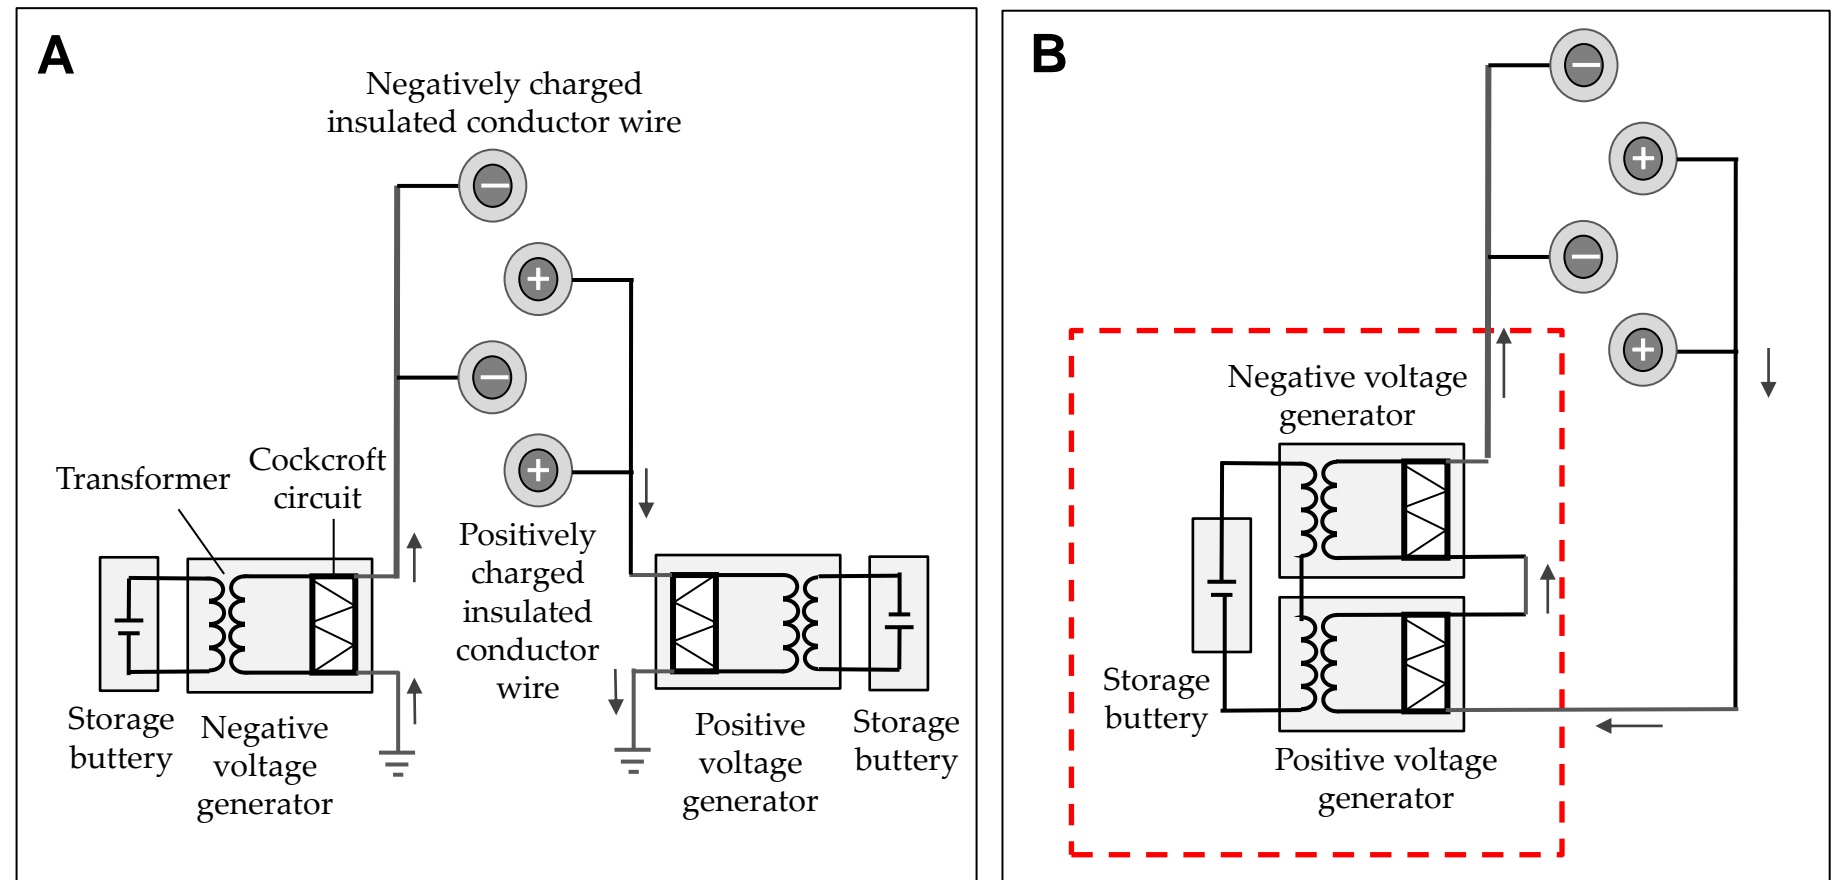 A
Negatively charged
insulated conductor wire
−
+
−
+
Transformer
Cockcroft
circuit
Positively
charged
insulated
conductor
wire
Storage
buttery
Negative
voltage
generator
Positive
voltage
generator
Storage
buttery
B
−
+
−
+
Negative voltage
generator
Storage
buttery
Positive voltage
generator